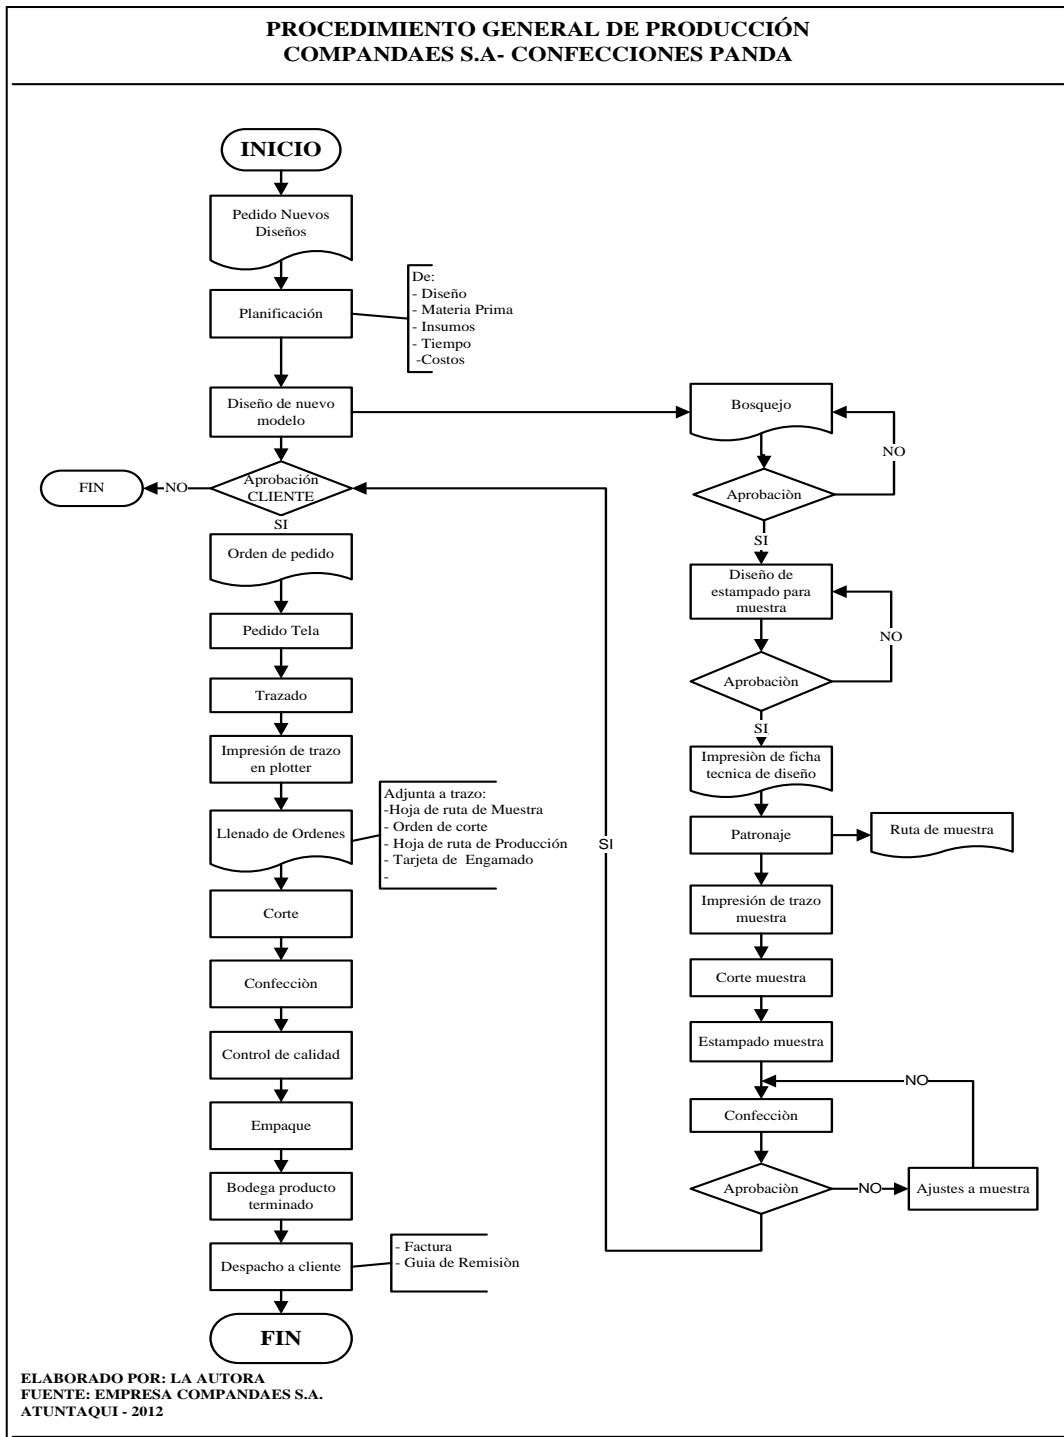 PROCEDIMIENTO GENERAL DE PRODUCCIÓN
COMPANDAES S.A- CONFECCIONES PANDA
INICIO
Pedido Nuevos
Diseños
Planificación
De:
- Diseño
- Materia Prima
- Insumos
- Tiempo
-Costos
Diseño de nuevo
modelo
Aprobación
CLIENTE
NO
FIN
SI
Orden de pedido
Pedido Tela
Trazado
Impresión de trazo
en plotter
Llenado de Ordenes
Adjunta a trazo:
-Hoja de ruta de Muestra
- Orden de corte
- Hoja de ruta de Producción
- Tarjeta de Engamado
-
Corte
Confecciòn
Control de calidad
Empaque
Bodega producto
terminado
Despacho a cliente
- Factura
- Guia de Remisiòn
FIN
Bosquejo
NO
Aprobaciòn
SI
Diseño de
estampado para
muestra
NO
Aprobaciòn
SI
Impresiòn de ficha
tecnica de diseño
Patronaje
Ruta de muestra
Impresión de trazo
muestra
Corte muestra
Estampado muestra
NO
Confecciòn
Aprobaciòn
NO
Ajustes a muestra
SI
ELABORADO POR: LA AUTORA
FUENTE: EMPRESA COMPANDAES S.A.
ATUNTAQUI - 2012